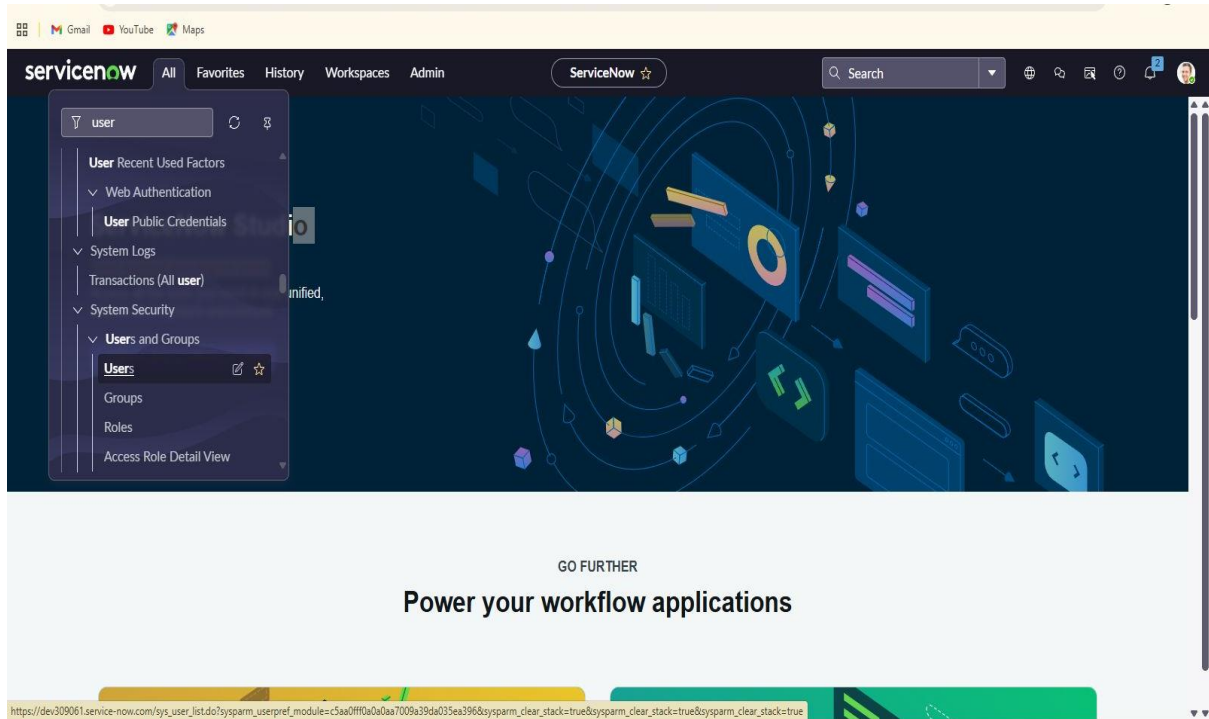 Gmail YouTube Maps
servicenow All Favorites History Workspaces Admin ServiceNow Search 2
user
User Recent Used Factors
Web Authentication
User Public Credentials
System Logs
Transactions (All user)
unified,
System Security
Users and Groups
Users
Groups
Roles
Access Role Detail View
GO FURTHER
Power your workflow applications
https://dev309061.service-now.com/sys_user_list.do?sysparm_userpref_module=c5aa0fff0a0a0aa7009a39da035ea396&sysparm_clear_stack=true&sysparm_clear_stack=true&sysparm_clear_stack=true